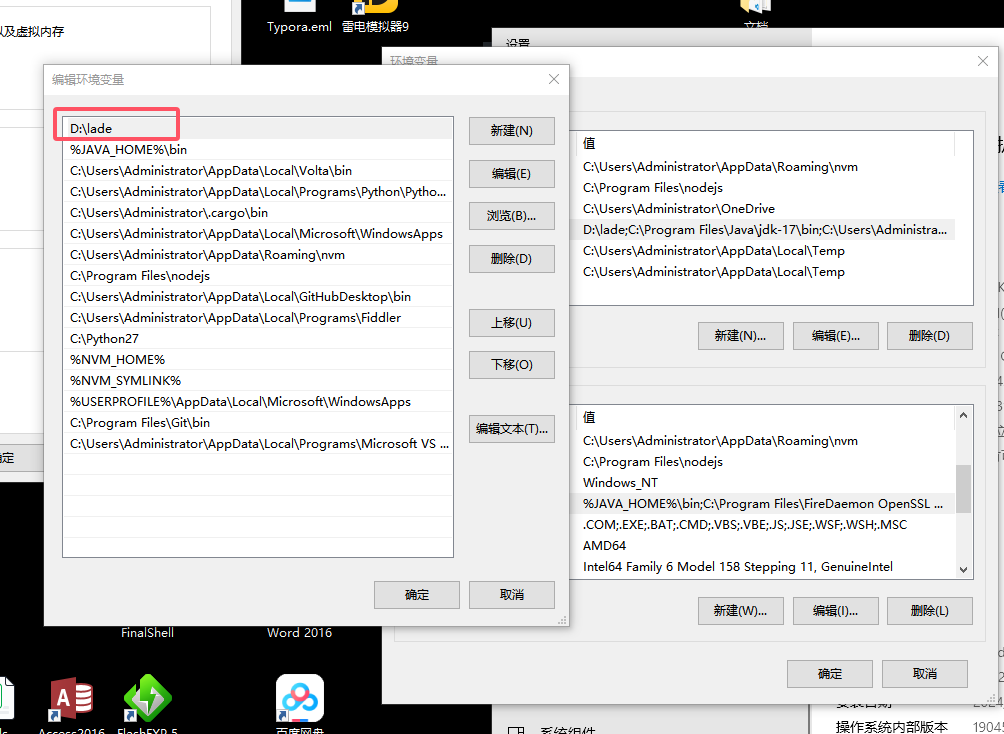 以及虚拟内存
Typora.eml
雷电模拟器9
文档
设置
环境变量
编辑环境变量
D:\lade
%JAVA_HOME%\bin
C:\Users\Administrator\AppData\Local\Volta\bin
C:\Users\Administrator\AppData\Local\Programs\Python\Pytho...
C:\Users\Administrator\.cargo\bin
C:\Users\Administrator\AppData\Local\Microsoft\WindowsApps
C:\Users\Administrator\AppData\Roaming\nvm
C:\Program Files\nodejs
C:\Users\Administrator\AppData\Local\GitHubDesktop\bin
C:\Users\Administrator\AppData\Local\Programs\Fiddler
C:\Python27
%NVM_HOME%
%NVM_SYMLINK%
%USERPROFILE%\AppData\Local\Microsoft\WindowsApps
C:\Program Files\Git\bin
C:\Users\Administrator\AppData\Local\Programs\Microsoft VS ...
新建(N)
编辑(E)
浏览(B)...
删除(D)
上移(U)
下移(O)
编辑文本(T)...
确定
取消
值
C:\Users\Administrator\AppData\Roaming\nvm
C:\Program Files\nodejs
C:\Users\Administrator\OneDrive
D:\lade;C:\Program Files\Java\jdk-17\bin;C:\Users\Administra...
C:\Users\Administrator\AppData\Local\Temp
C:\Users\Administrator\AppData\Local\Temp
新建(N)...
编辑(E)...
删除(D)
值
C:\Users\Administrator\AppData\Roaming\nvm
C:\Program Files\nodejs
Windows_NT
%JAVA_HOME%\bin;C:\Program Files\FireDaemon OpenSSL ...
.COM;.EXE;.BAT;.CMD;.VBS;.VBE;.JS;.JSE;.WSF;.WSH;.MSC
AMD64
Intel64 Family 6 Model 158 Stepping 11, GenuineIntel
新建(W)...
编辑(I)...
删除(L)
确定
取消
定
FinalShell
Word 2016
Access2016
FlashFXP 5
百度网盘
系统组件
安装日期
操作系统内部版本
1904